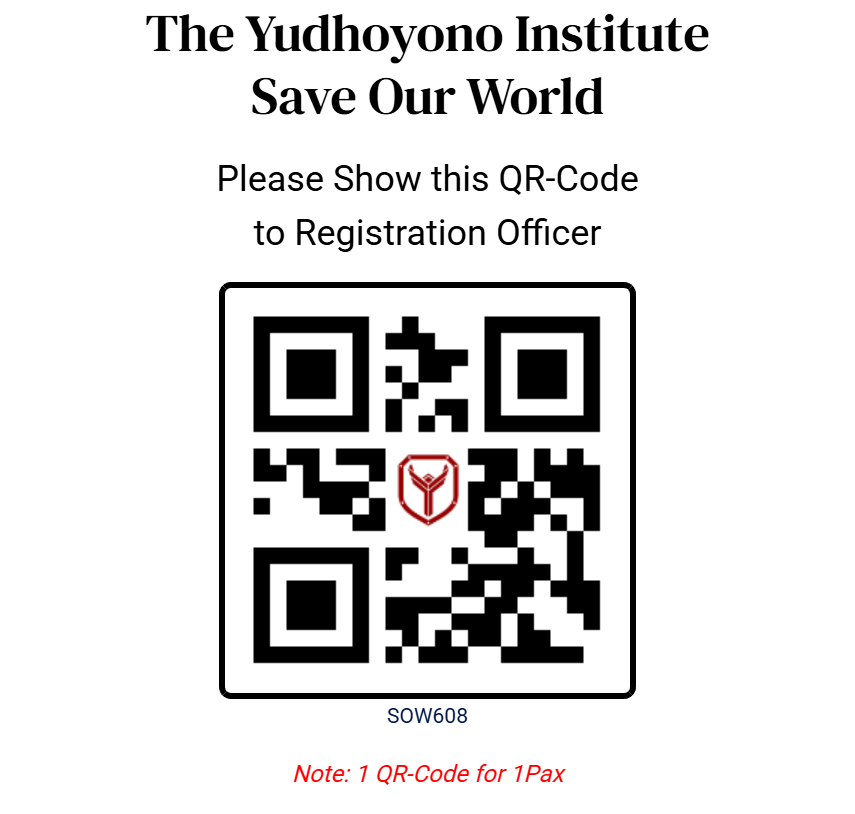 The Yudhoyono Institute
Save Our World
Please Show this QR-Code
to Registration Officer
SOW608
Note: 1 QR-Code for 1Pax